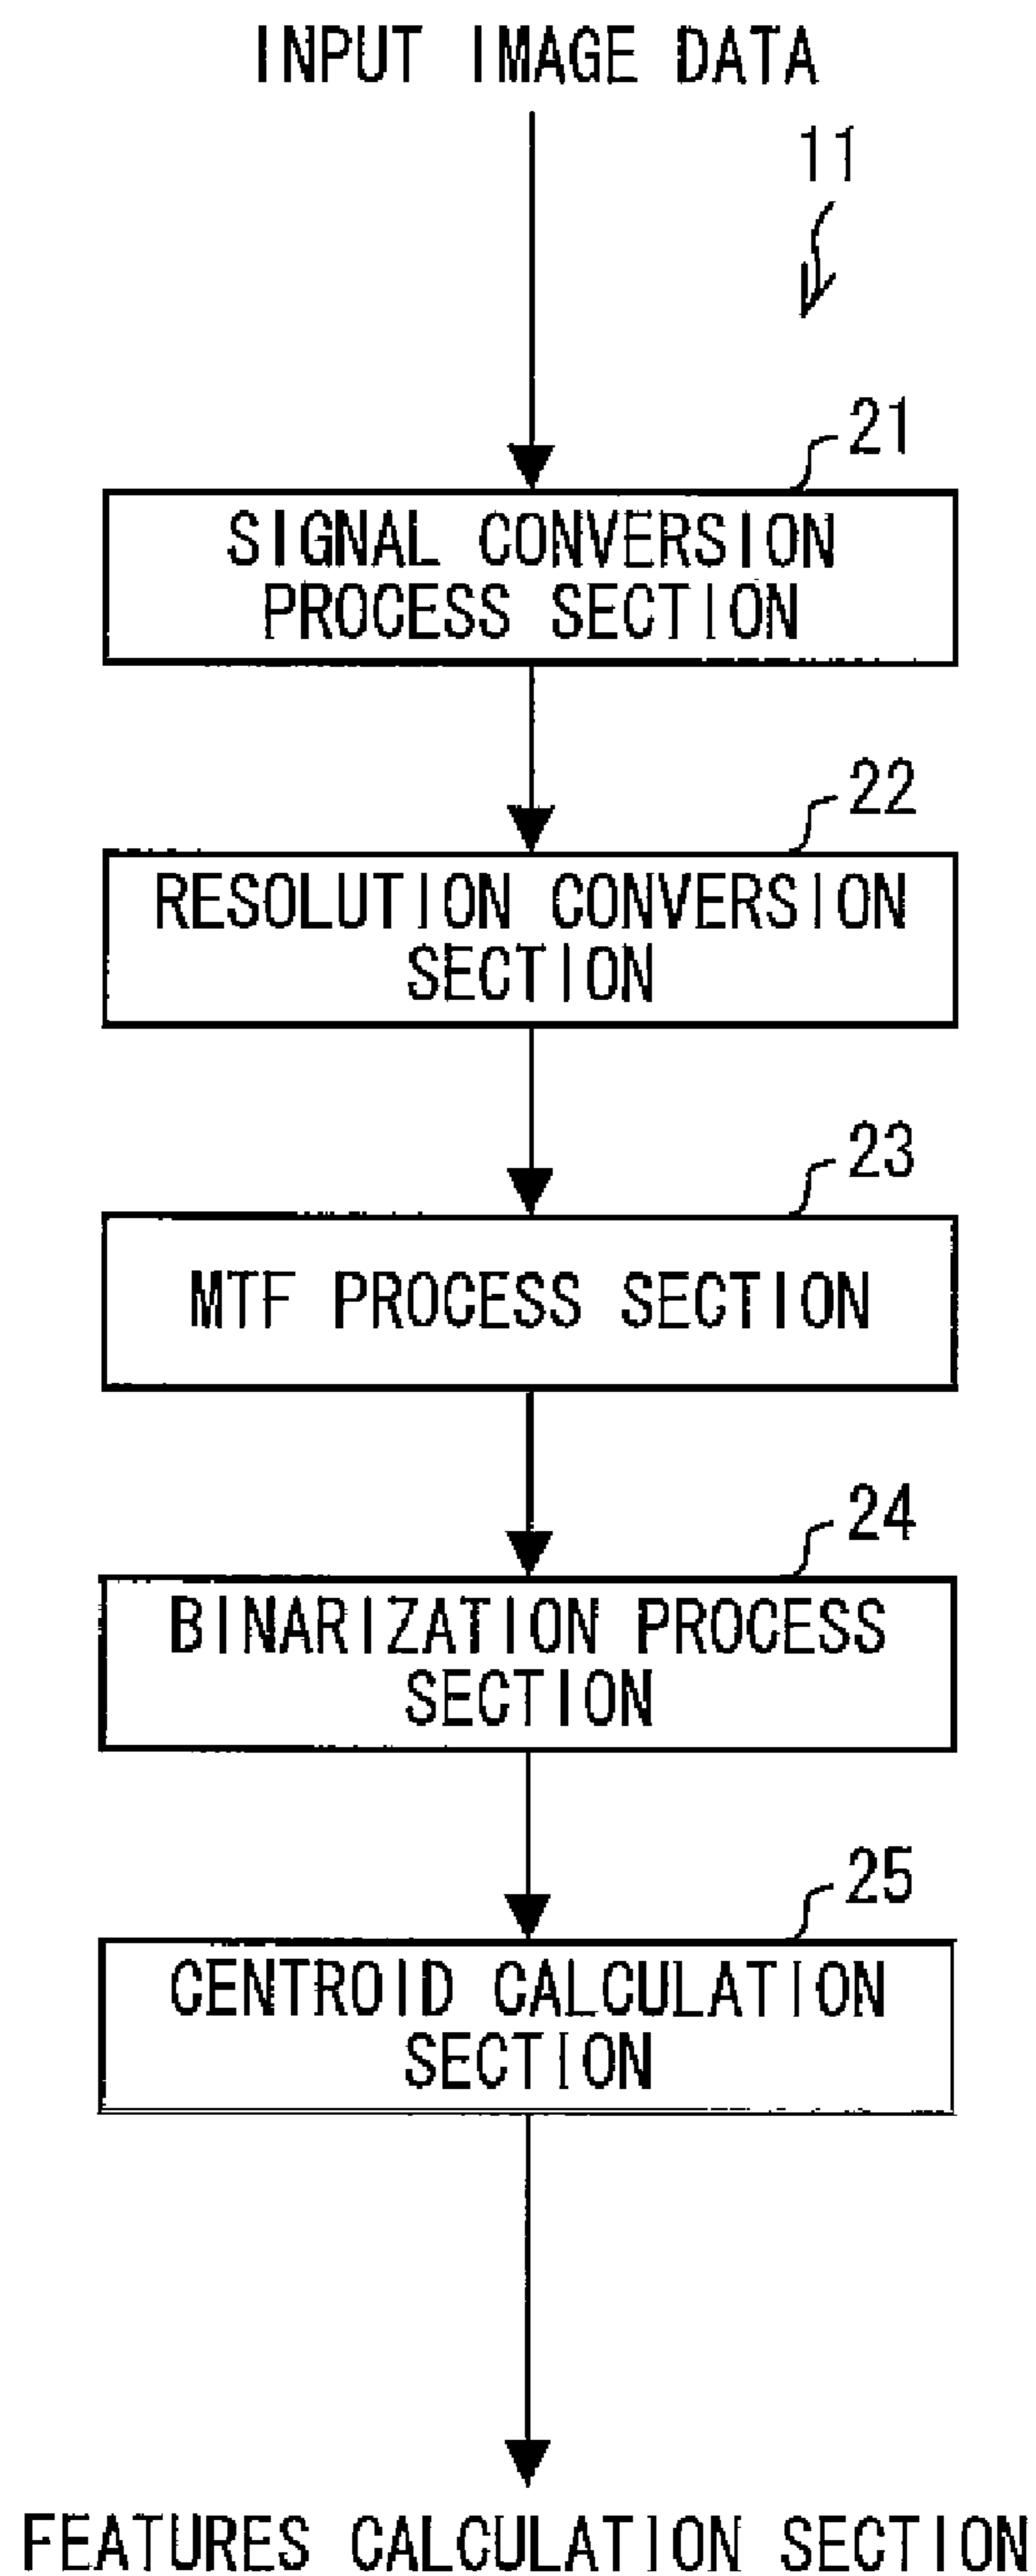 INPUT IMAGE DATA
11
21
SIGNAL CONVERSION
PROCESS SECTION
22
RESOLUTION CONVERSION
SECTION
23
MTF PROCESS SECTION
24
BINARIZATION PROCESS
SECTION
25
CENTROID CALCULATION
SECTION
FEATURES CALCULATION SECTION